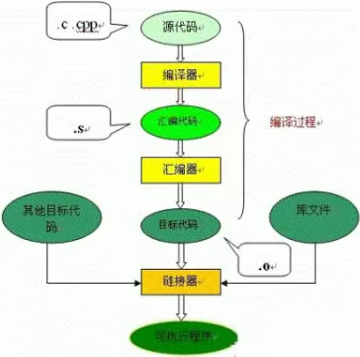 .c .cpp
源代码
编译器
.s
汇编代码
编译过程
汇编器
其他目标代
码
目标代码
库文件
.o
链接器
可执行程序